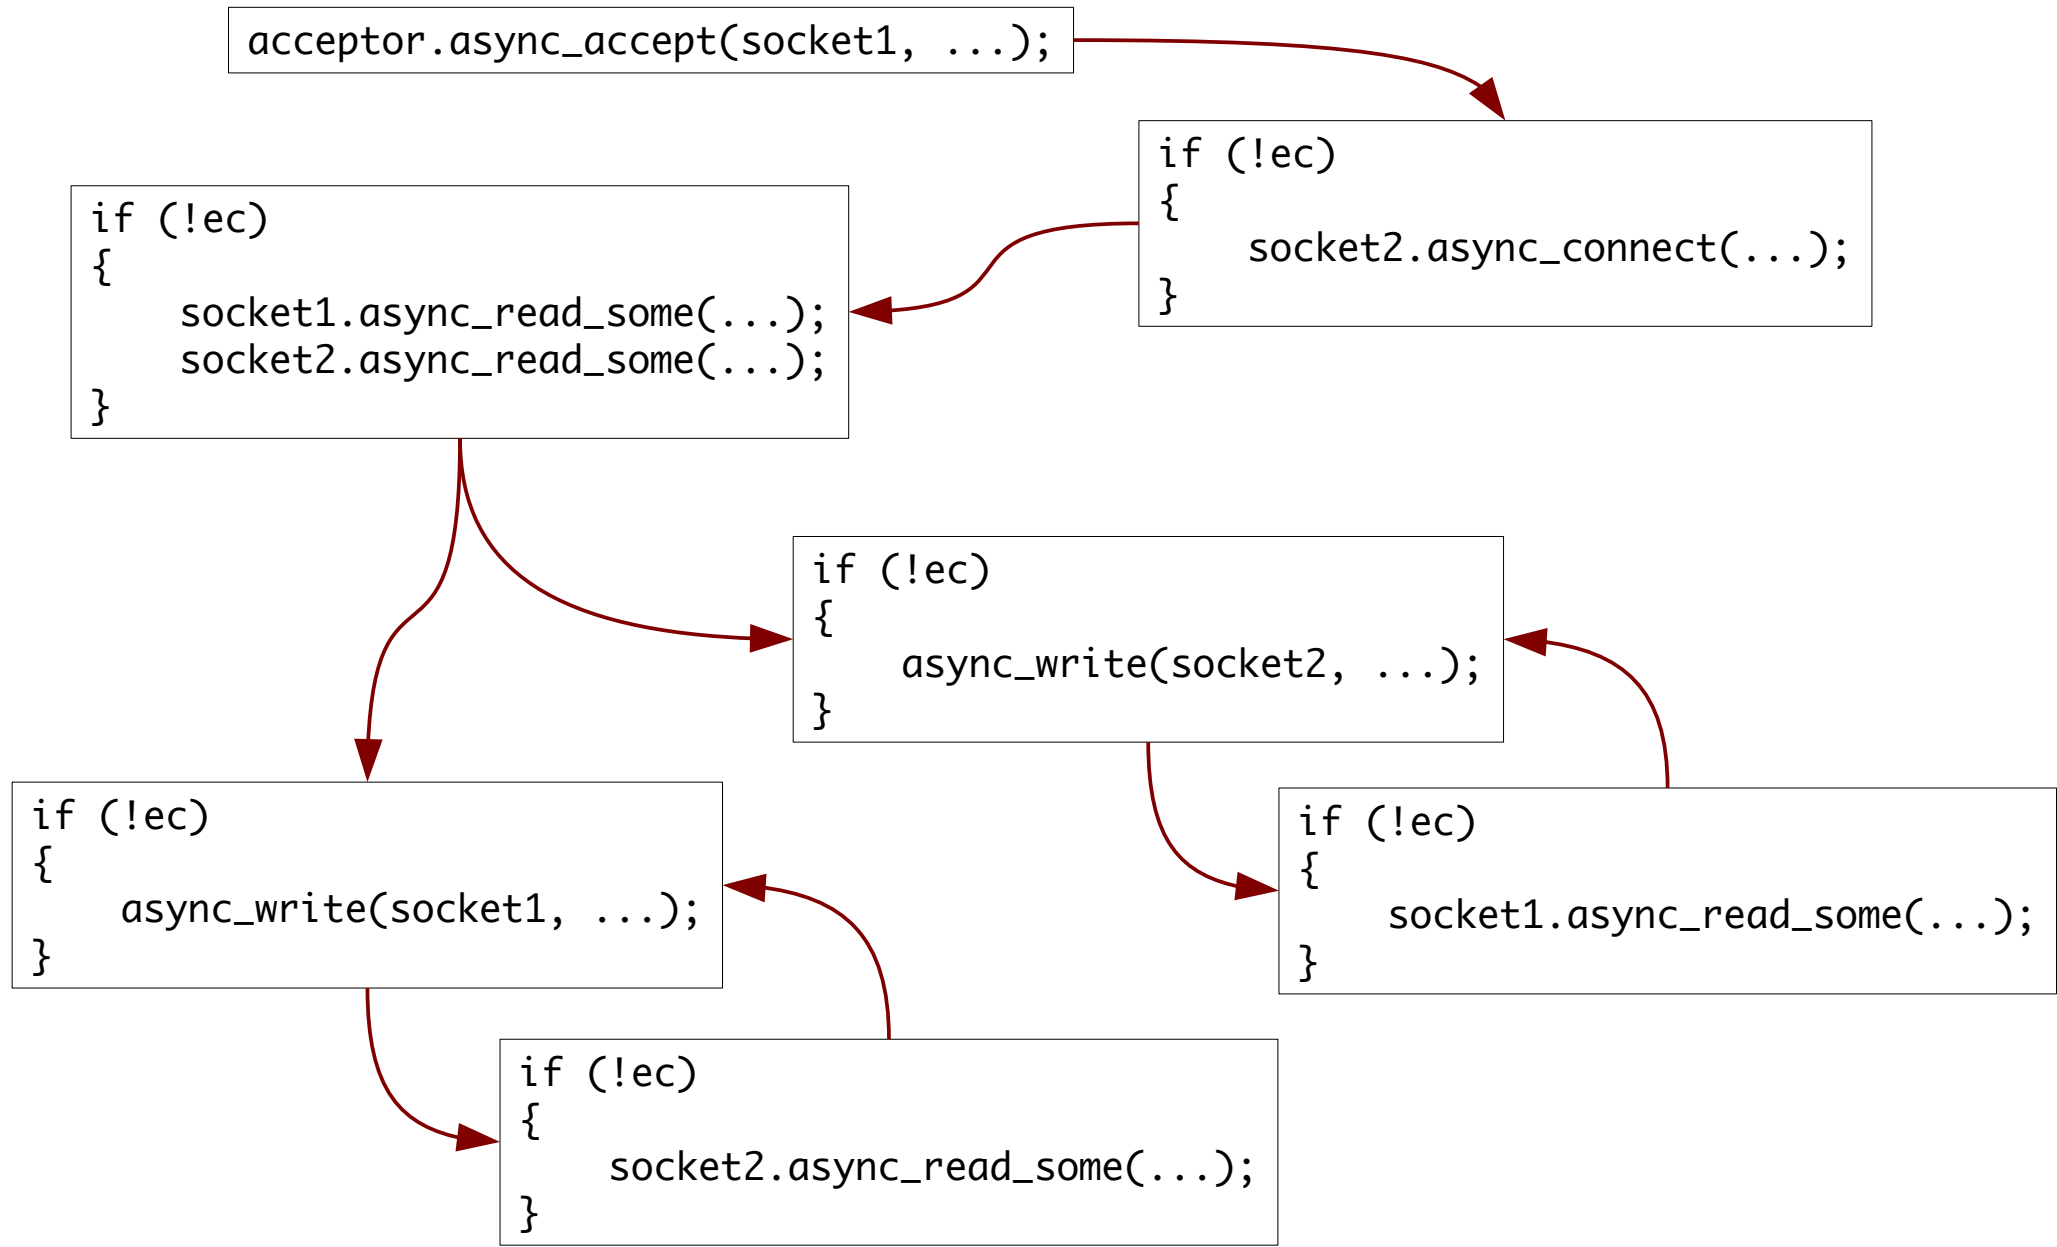 acceptor.async_accept(socket1, ...);
if (!ec)
{
    socket2.async_connect(...);
}
if (!ec)
{
    socket1.async_read_some(...);
    socket2.async_read_some(...);
}
if (!ec)
{
    async_write(socket2, ...);
}
if (!ec)
{
    async_write(socket1, ...);
}
if (!ec)
{
    socket1.async_read_some(...);
}
if (!ec)
{
    socket2.async_read_some(...);
}